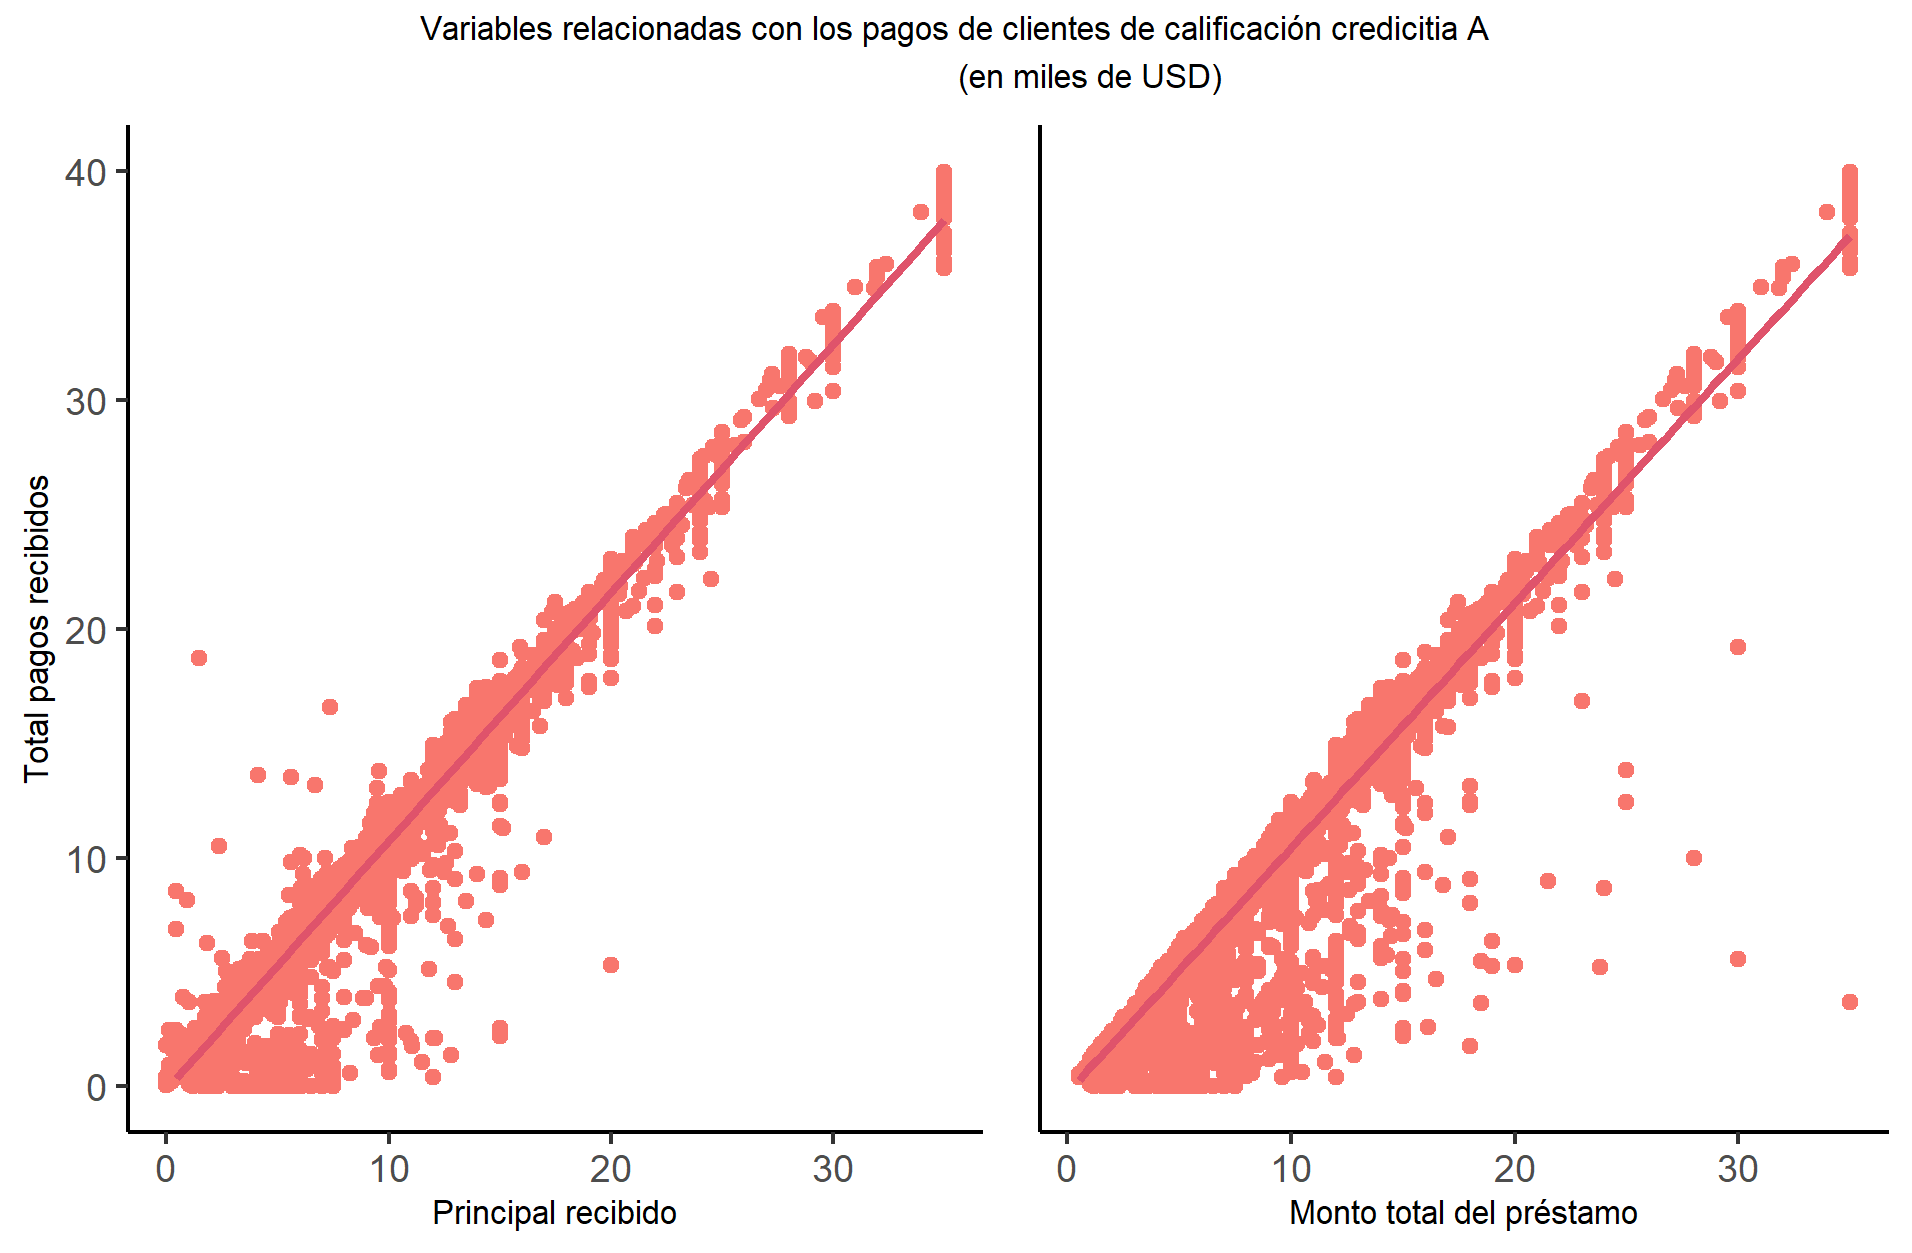 Variables relacionadas con los pagos de clientes de calificación credicitia A
(en miles de USD)
Total pagos recibidos
40
30
20
10
0
0 10 20 30
0 10 20 30
Principal recibido
Monto total del préstamo